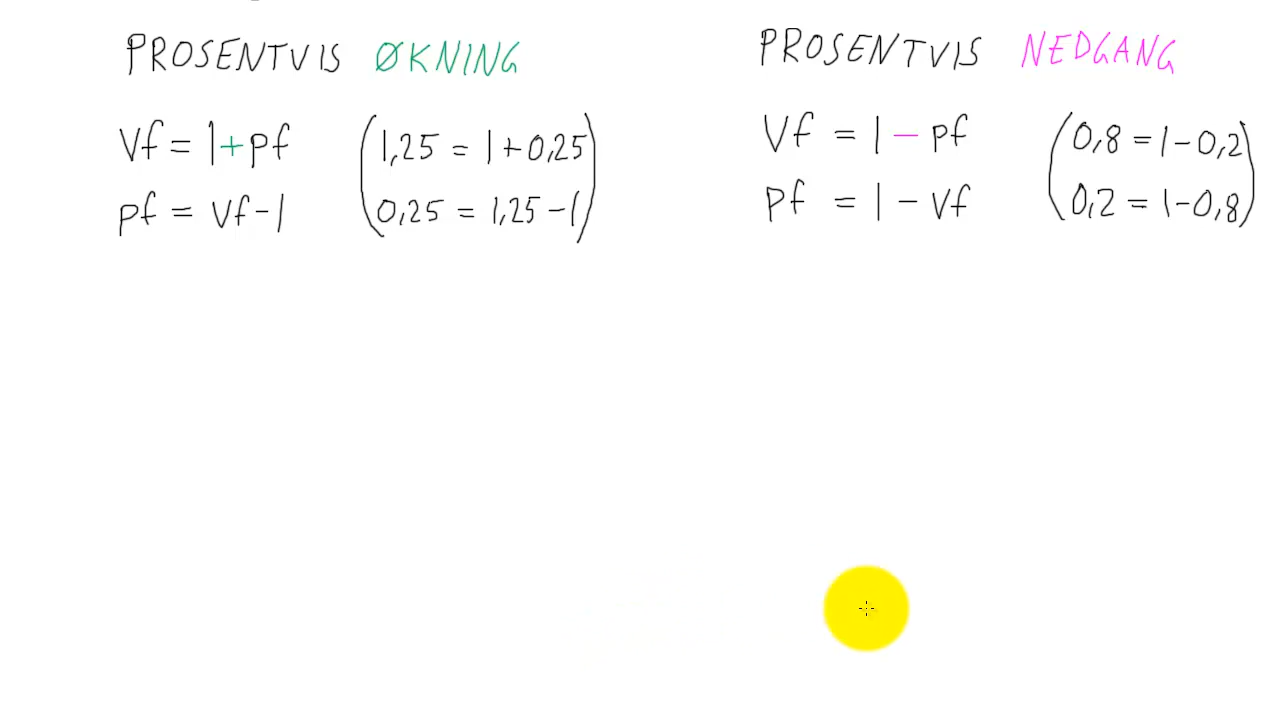 PROSENTVIS ØKNING
Vf = 1 + pf (1,25 = 1 + 0,25)
pf = Vf - 1 (0,25 = 1,25 - 1)
PROSENTVIS NEDGANG
Vf = 1 - pf (0,8 = 1 - 0,2)
pf = 1 - Vf (0,2 = 1 - 0,8)